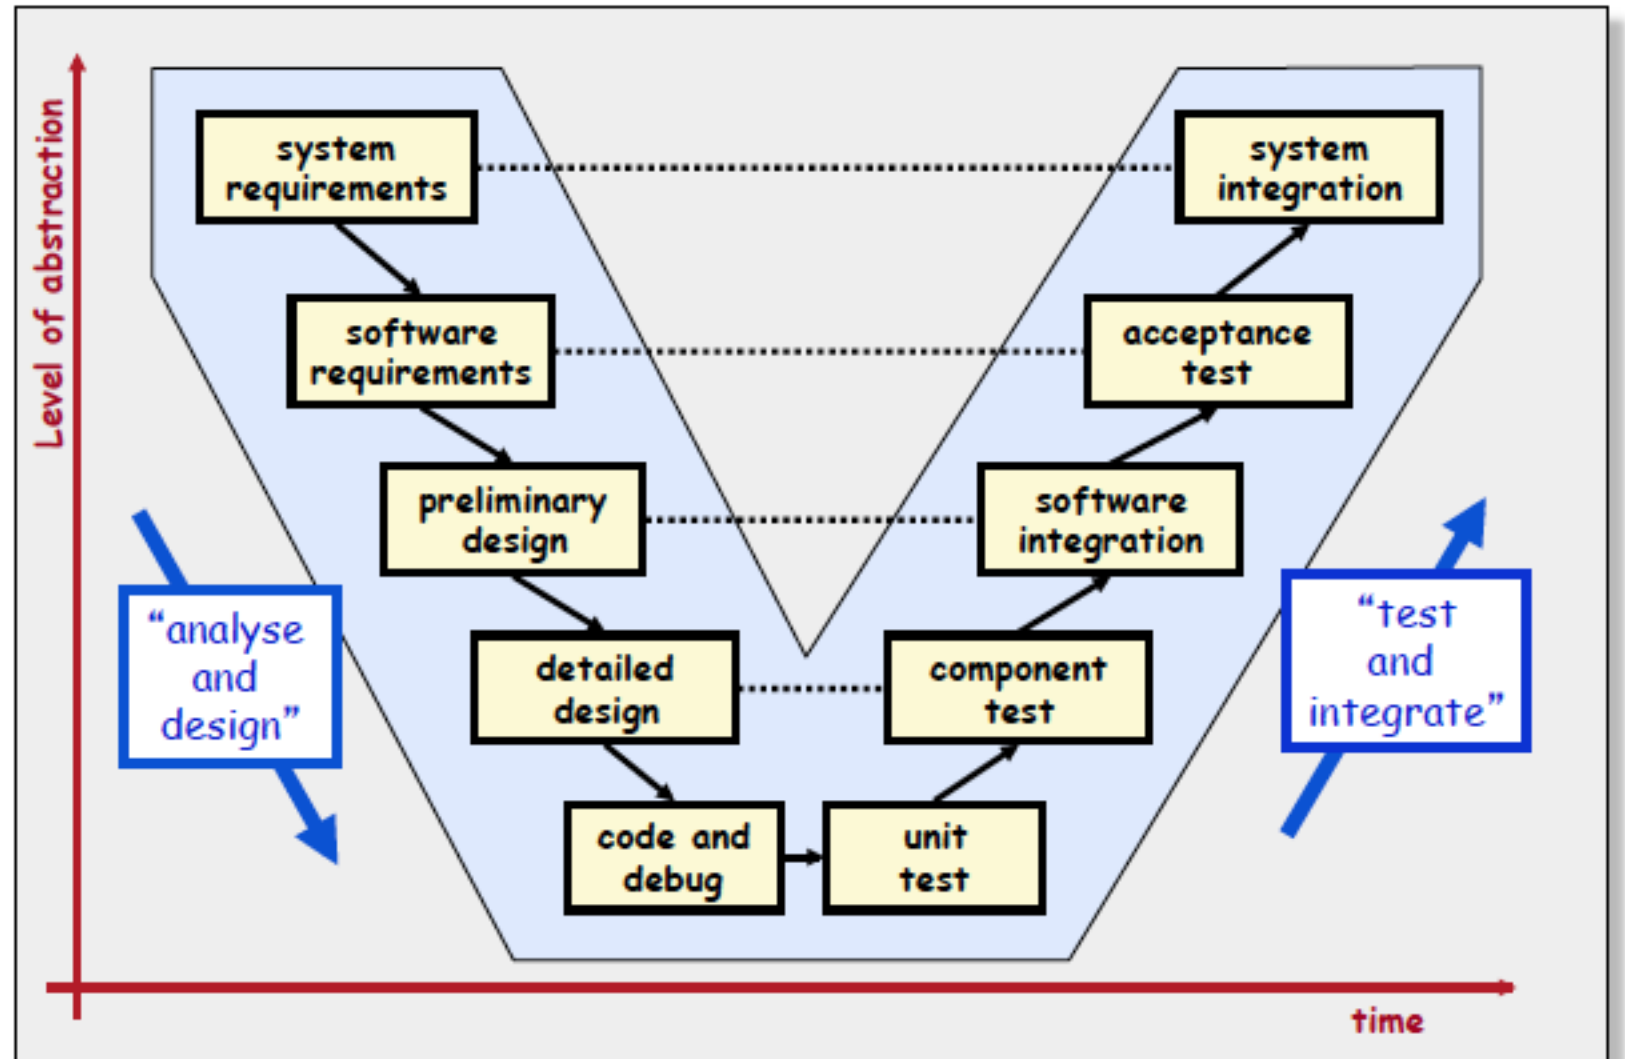 Level of abstraction
system
requirements
system
integration
software
requirements
acceptance
test
preliminary
design
software
integration
“analyse
and
design”
“test
and
integrate”
detailed
design
component
test
code and
debug
unit
test
time